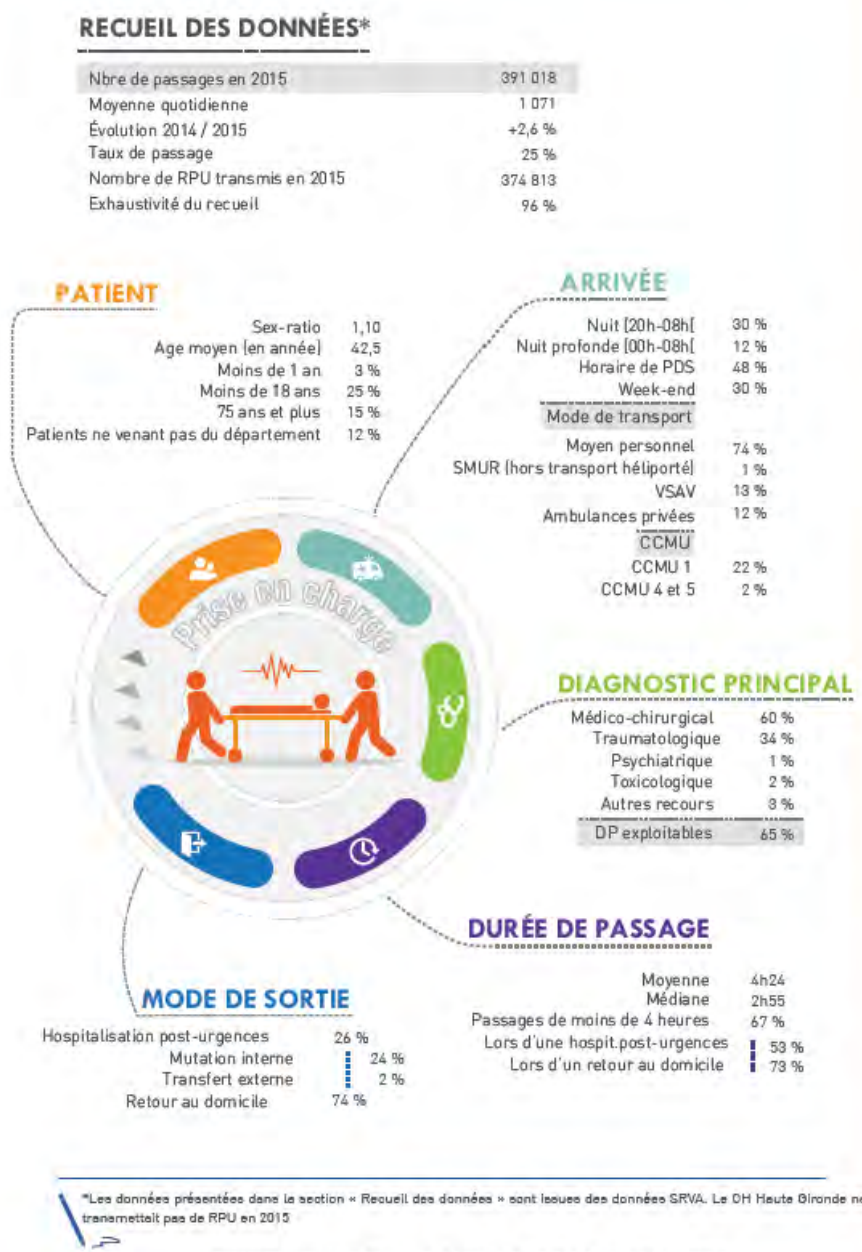 RECUEIL DES DONNÉES*
Nbre de passages en 2015 391 018
Moyenne quotidienne 1 071
Évolution 2014 / 2015 +2,6 %
Taux de passage 25 %
Nombre de RPU transmis en 2015 374 813
Exhaustivité du recueil 96 %
PATIENT
Sex-ratio 1,10
Age moyen (en année) 42,5
Moins de 1 an 3 %
Moins de 18 ans 25 %
75 ans et plus 15 %
Patients ne venant pas du département 12 %
ARRIVÉE
Nuit [20h-08h[ 30 %
Nuit profonde [00h-08h[ 12 %
Horaire de PDS 48 %
Week-end 30 %
Mode de transport
Moyen personnel 74 %
SMUR (hors transport héliporté) 1 %
VSAV 13 %
Ambulances privées 12 %
CCMU
CCMU 1 22 %
CCMU 4 et 5 2 %
Prise en charge
DIAGNOSTIC PRINCIPAL
Médico-chirurgical 60 %
Traumatologique 34 %
Psychiatrique 1 %
Toxicologique 2 %
Autres recours 3 %
DP exploitables 65 %
DURÉE DE PASSAGE
Moyenne 4h24
Médiane 2h55
Passages de moins de 4 heures 67 %
Lors d'une hospit.post-urgences 53 %
Lors d'un retour au domicile 73 %
MODE DE SORTIE
Hospitalisation post-urgences 26 %
Mutation interne 24 %
Transfert externe 2 %
Retour au domicile 74 %
*Les données présentées dans la section « Recueil des données » sont issues des données SRVA. Le CH Haute Gironde ne
transmettait pas de RPU en 2015